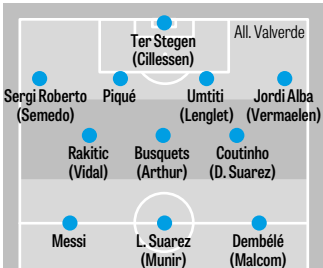 All. Valverde
Ter Stegen
(Cillessen)
Sergi Roberto
(Semedo)
Piqué
Umtiti
(Lenglet)
Jordi Alba
(Vermaelen)
Rakitic
(Vidal)
Busquets
(Arthur)
Coutinho
(D. Suarez)
Messi
L. Suarez
(Munir)
Dembélé
(Malcom)